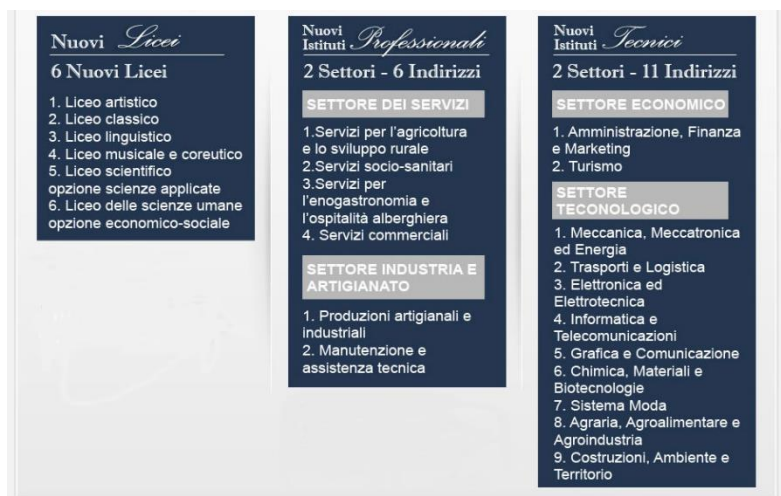 Nuovi Licei
6 Nuovi Licei
1. Liceo artistico
2. Liceo classico
3. Liceo linguistico
4. Liceo musicale e coreutico
5. Liceo scientifico
opzione scienze applicate
6. Liceo delle scienze umane
opzione economico-sociale
Nuovi
Istituti Professionali
2 Settori - 6 Indirizzi
SETTORE DEI SERVIZI
1.Servizi per l'agricoltura
e lo sviluppo rurale
2.Servizi socio-sanitari
3.Servizi per
l'enogastronomia e
l'ospitalità alberghiera
4. Servizi commerciali
SETTORE INDUSTRIA E
ARTIGIANATO
1. Produzioni artigianali e
industriali
2. Manutenzione e
assistenza tecnica
Nuovi
Istituti Tecnici
2 Settori - 11 Indirizzi
SETTORE ECONOMICO
1. Amministrazione, Finanza
e Marketing
2. Turismo
SETTORE
TECONOLOGICO
1. Meccanica, Meccatronica
ed Energia
2. Trasporti e Logistica
3. Elettronica ed
Elettrotecnica
4. Informatica e
Telecomunicazioni
5. Grafica e Comunicazione
6. Chimica, Materiali e
Biotecnologie
7. Sistema Moda
8. Agraria, Agroalimentare e
Agroindustria
9. Costruzioni, Ambiente e
Territorio